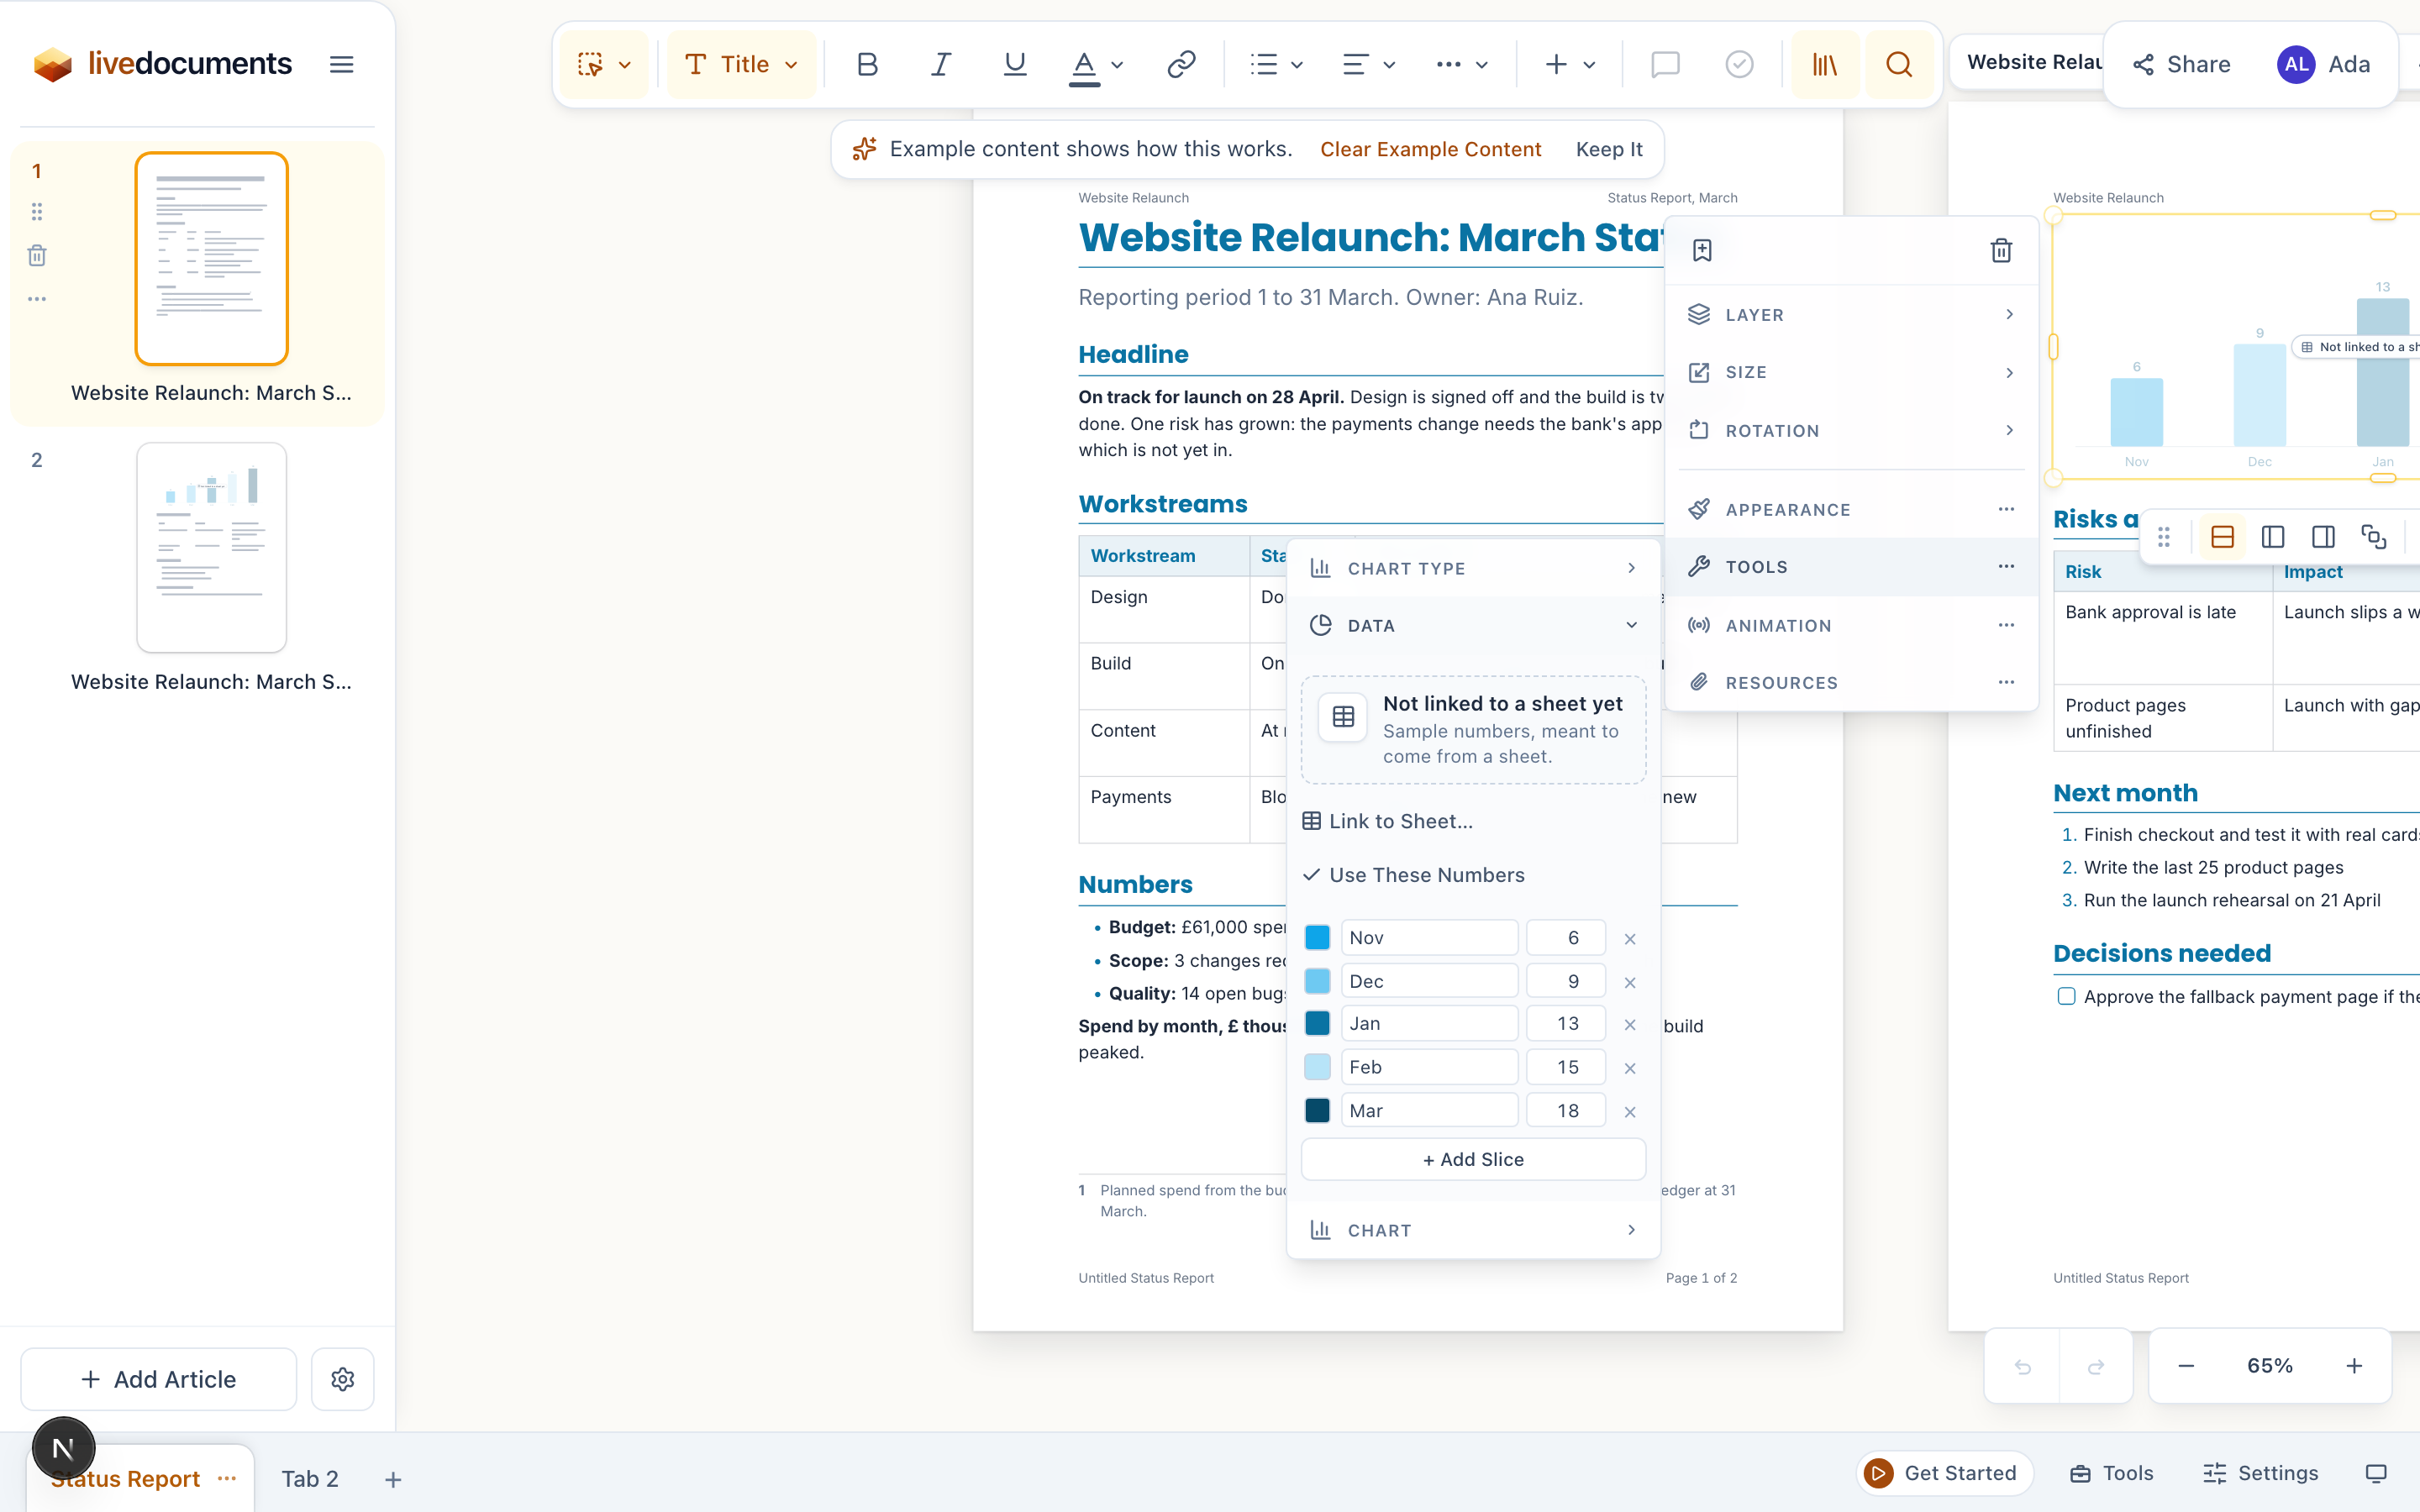 livedocuments
Title
Website Relau
Share
AL
Ada
Example content shows how this works.
Clear Example Content
Keep It
1
Website Relaunch: March S...
2
Website Relaunch: March S...
Website Relaunch
Status Report, March
Website Relaunch: March Stat
Reporting period 1 to 31 March. Owner: Ana Ruiz.
Headline
On track for launch on 28 April. Design is signed off and the build is tw
done. One risk has grown: the payments change needs the bank's app
which is not yet in.
Workstreams
Workstream
Sta
Design
Do
Build
On
Content
At
Payments
Blo
new
Numbers
• Budget: £61,000 spe
• Scope: 3 changes rec
• Quality: 14 open bug
Spend by month, £ thous
build
peaked.
1 Planned spend from the bud
edger at 31
March.
Untitled Status Report
Page 1 of 2
LAYER
SIZE
ROTATION
APPEARANCE
TOOLS
ANIMATION
RESOURCES
CHART TYPE
DATA
Not linked to a sheet yet
Sample numbers, meant to
come from a sheet.
Link to Sheet...
Use These Numbers
Nov 6
Dec 9
Jan 13
Feb 15
Mar 18
+ Add Slice
CHART
Website Relaunch
13
9
6
Not linked to a sh
Nov
Dec
Jan
Risks a
Risk
Impact
Bank approval is late
Launch slips a w
Product pages
unfinished
Launch with gap
Next month
1. Finish checkout and test it with real card
2. Write the last 25 product pages
3. Run the launch rehearsal on 21 April
Decisions needed
Approve the fallback payment page if the
Untitled Status Report
65%
+ Add Article
N
Status Report
Tab 2
Get Started
Tools
Settings